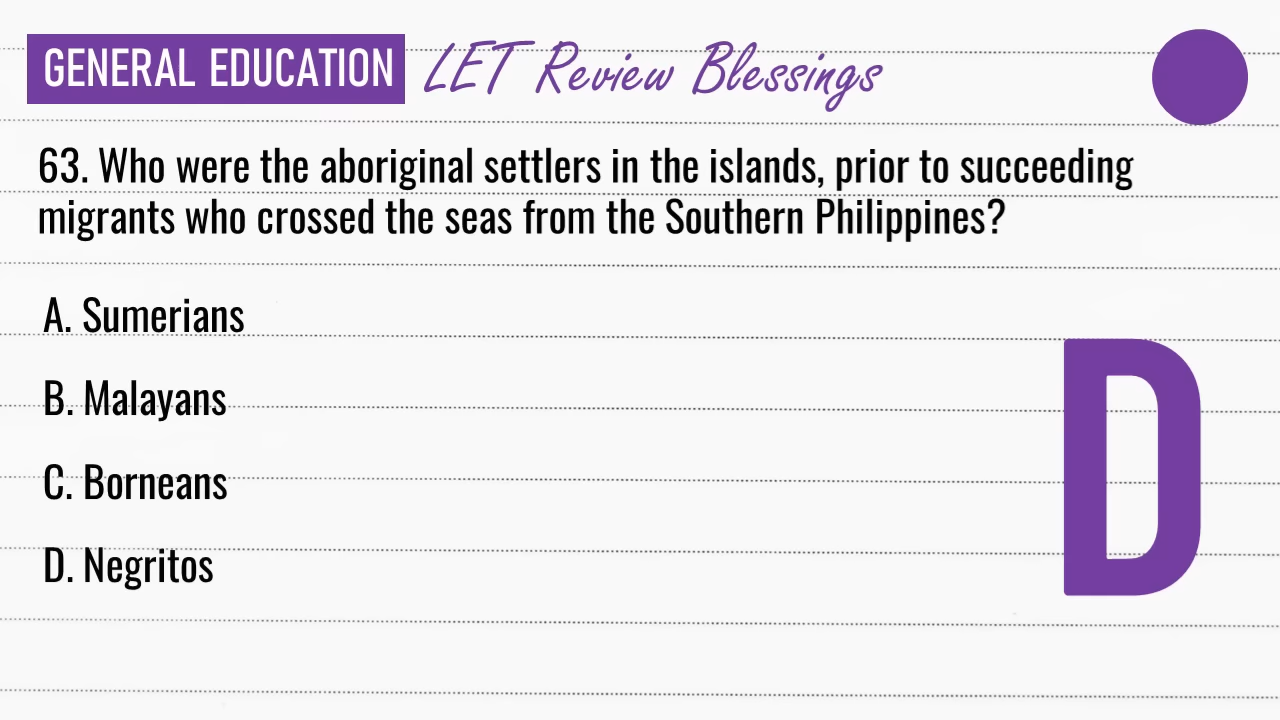 GENERAL EDUCATION LET Review Blessings
63. Who were the aboriginal settlers in the islands, prior to succeeding
migrants who crossed the seas from the Southern Philippines?
A. Sumerians
B. Malayans
C. Borneans
D. Negritos
D